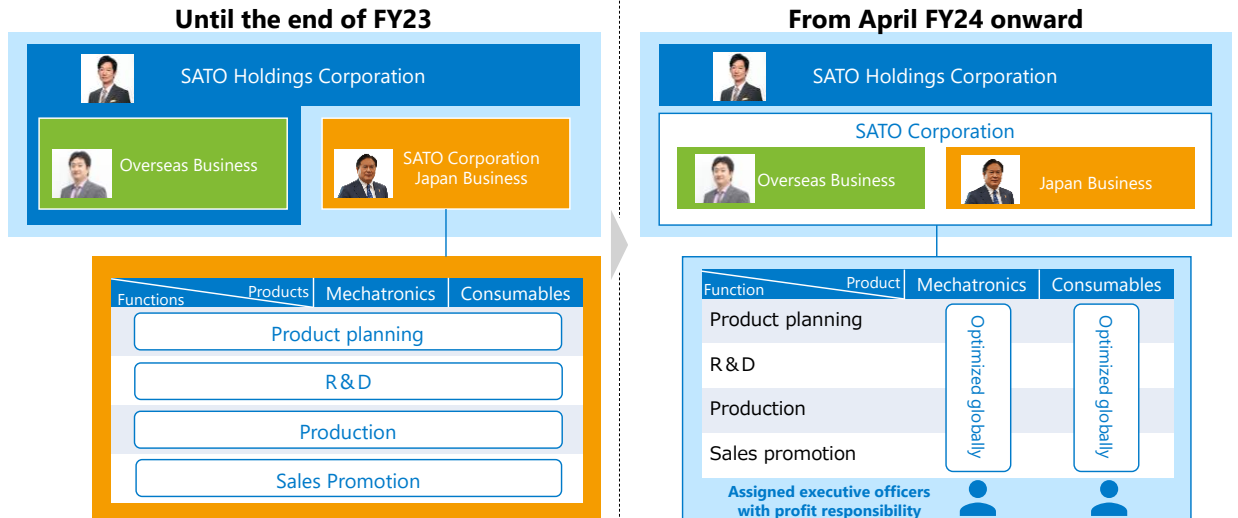 Until the end of FY23
SATO Holdings Corporation
Overseas Business
SATO Corporation
Japan Business
Products
Functions
Mechatronics
Consumables
Product planning
R&D
Production
Sales Promotion
From April FY24 onward
SATO Holdings Corporation
SATO Corporation
Overseas Business
Japan Business
Product
Function
Mechatronics
Consumables
Product planning
R&D
Production
Sales promotion
Optimized globally
Optimized globally
Assigned executive officers
with profit responsibility